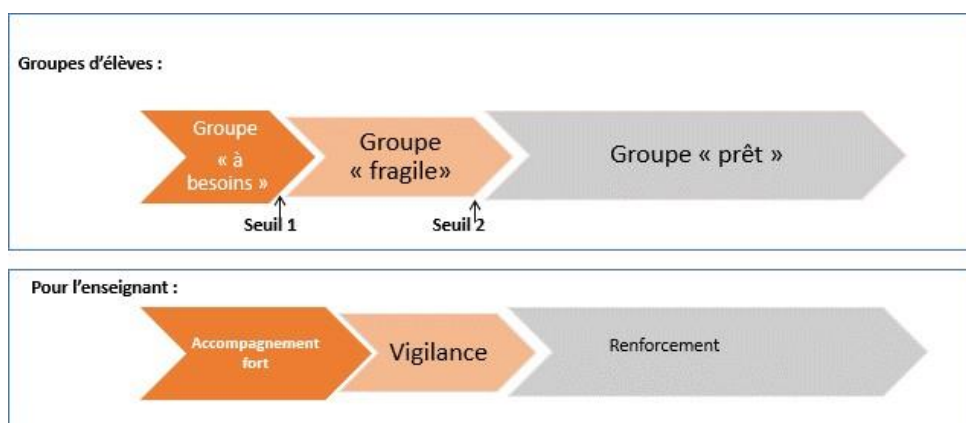 Groupes d'élèves :
Groupe
« à
besoins »
Groupe
« fragile»
Groupe « prêt »
Seuil 1
Seuil 2
Pour l'enseignant :
Accompagnement
fort
Vigilance
Renforcement